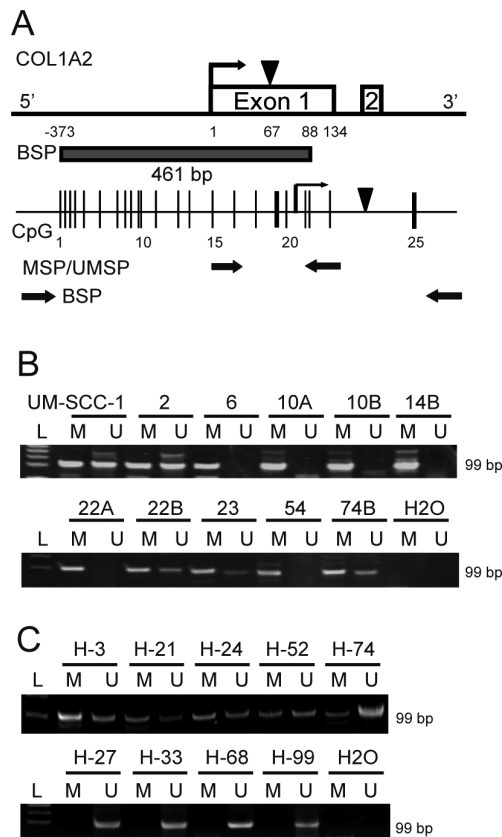 A
COL1A2
5’ Exon 1 2 3’
-373 1 67 88 134
BSP
461 bp
CpG
1 10 15 20 25
MSP/UMSP
BSP
B
UM-SCC-1 2 6 10A 10B 14B
L M U M U M U M U M U M U
99 bp
22A 22B 23 54 74B H2O
L M U M U M U M U M U M U
99 bp
C
H-3 H-21 H-24 H-52 H-74
L M U M U M U M U M U
99 bp
H-27 H-33 H-68 H-99 H2O
L M U M U M U M U M U
99 bp